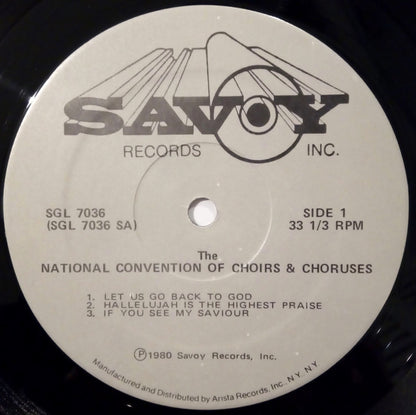 SAVOY
RECORDS INC.
SGL 7036 SIDE 1
(SGL 7036 SA) 33 1/3 RPM
The
NATIONAL CONVENTION OF CHOIRS & CHORUSES
1. LET US GO BACK TO GOD
2. HALLELUJAH IS THE HIGHEST PRAISE
3. IF YOU SEE MY SAVIOUR
Ⓟ1980 Savoy Records, Inc.
Manufactured and Distributed by Arista Records, Inc., N.Y., N.Y.